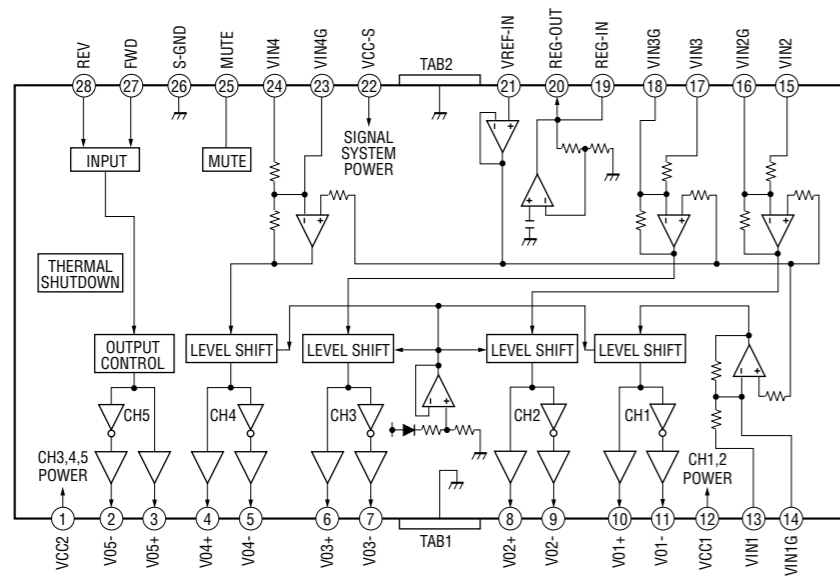 REV
FWD
S-GND
MUTE
VIN4
VIN4G
VCC-S
TAB2
VREF-IN
REG-OUT
REG-IN
VIN3G
VIN3
VIN2G
VIN2
28
27
26
25
24
23
22
21
20
19
18
17
16
15
INPUT
MUTE
SIGNAL
SYSTEM
POWER
THERMAL
SHUTDOWN
OUTPUT
CONTROL
LEVEL SHIFT
LEVEL SHIFT
LEVEL SHIFT
LEVEL SHIFT
CH5
CH4
CH3
CH2
CH1
CH3,4,5
POWER
CH1,2
POWER
1
2
3
4
5
6
7
TAB1
8
9
10
11
12
13
14
VCC2
V05-
V05+
V04+
V04-
V03+
V03-
V02+
V02-
V01+
V01-
VCC1
VIN1
VIN1G